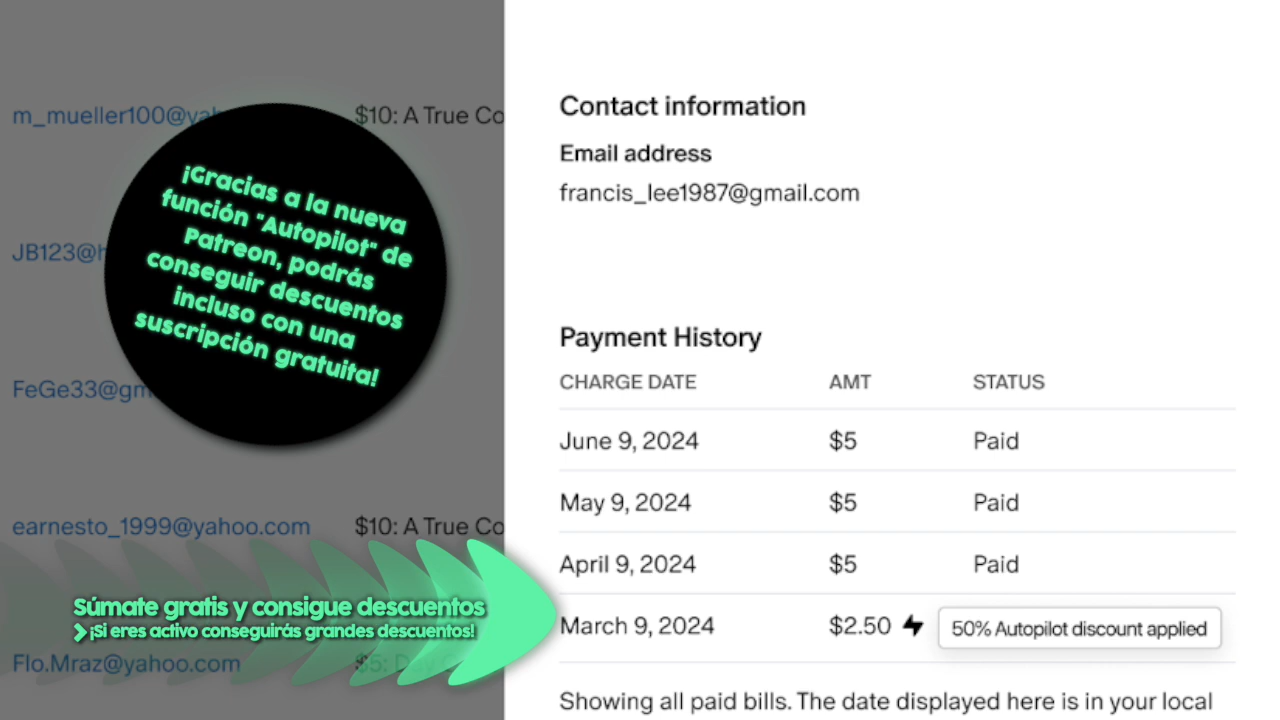 m_mueller100@yah
$10: A True Co
¡Gracias a la nueva
función "Autopilot" de
Patreon, podrás
conseguir descuentos
incluso con una
suscripción gratuita!
JB123@h
FeGe33@gm
earnesto_1999@yahoo.com
$10: A True Co
Súmate gratis y consigue descuentos
¡Si eres activo conseguirás grandes descuentos!
Flo.Mraz@yahoo.com
$5:
Contact information
Email address
francis_lee1987@gmail.com
Payment History
CHARGE DATE AMT STATUS
June 9, 2024 $5 Paid
May 9, 2024 $5 Paid
April 9, 2024 $5 Paid
March 9, 2024 $2.50 50% Autopilot discount applied
Showing all paid bills. The date displayed here is in your local